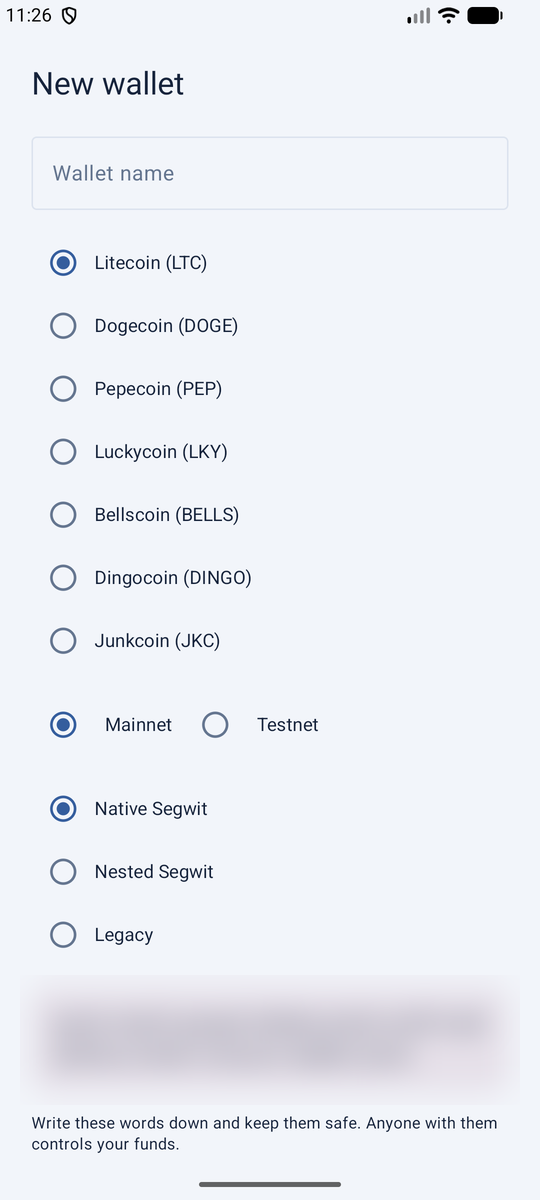 11:26
New wallet
Wallet name
Litecoin (LTC)
Dogecoin (DOGE)
Pepecoin (PEP)
Luckycoin (LKY)
Bellscoin (BELLS)
Dingocoin (DINGO)
Junkcoin (JKC)
Mainnet Testnet
Native Segwit
Nested Segwit
Legacy
Write these words down and keep them safe. Anyone with them
controls your funds.